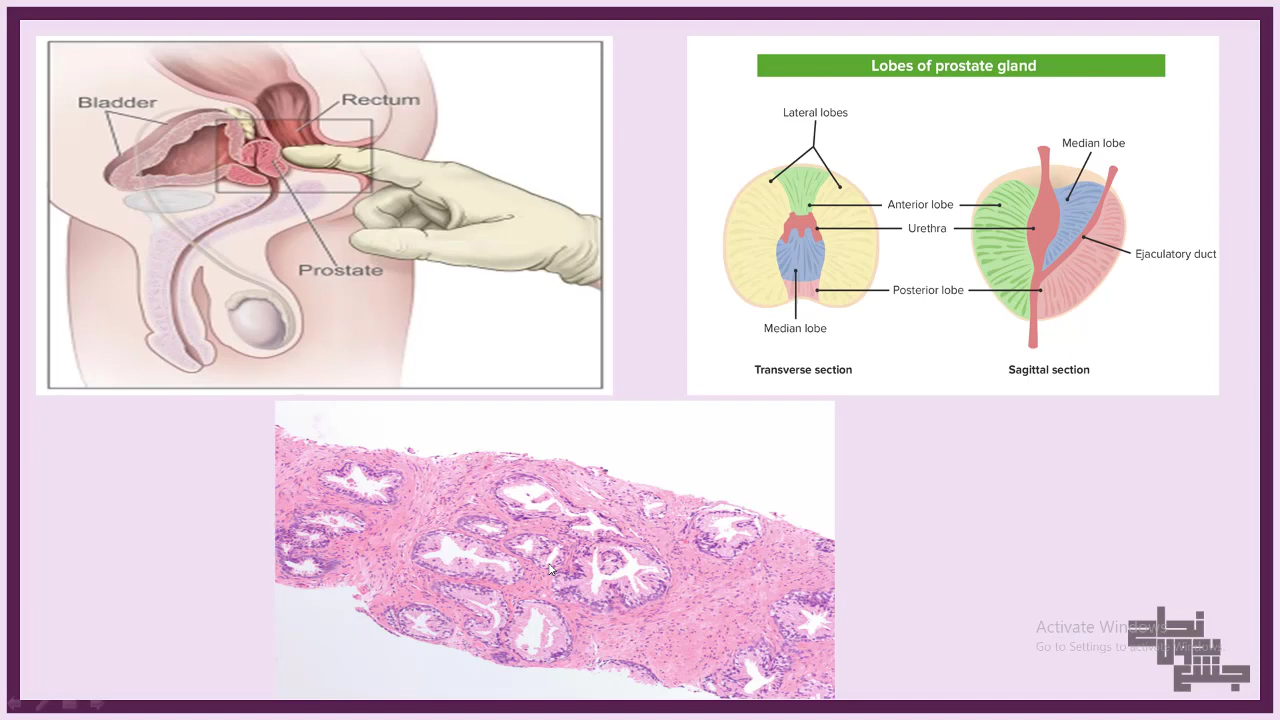 Bladder
Rectum
Prostate
Lobes of prostate gland
Lateral lobes
Median lobe
Anterior lobe
Urethra
Ejaculatory duct
Posterior lobe
Median lobe
Transverse section
Sagittal section
Activate Windows
Go to Settings to activate Windows.